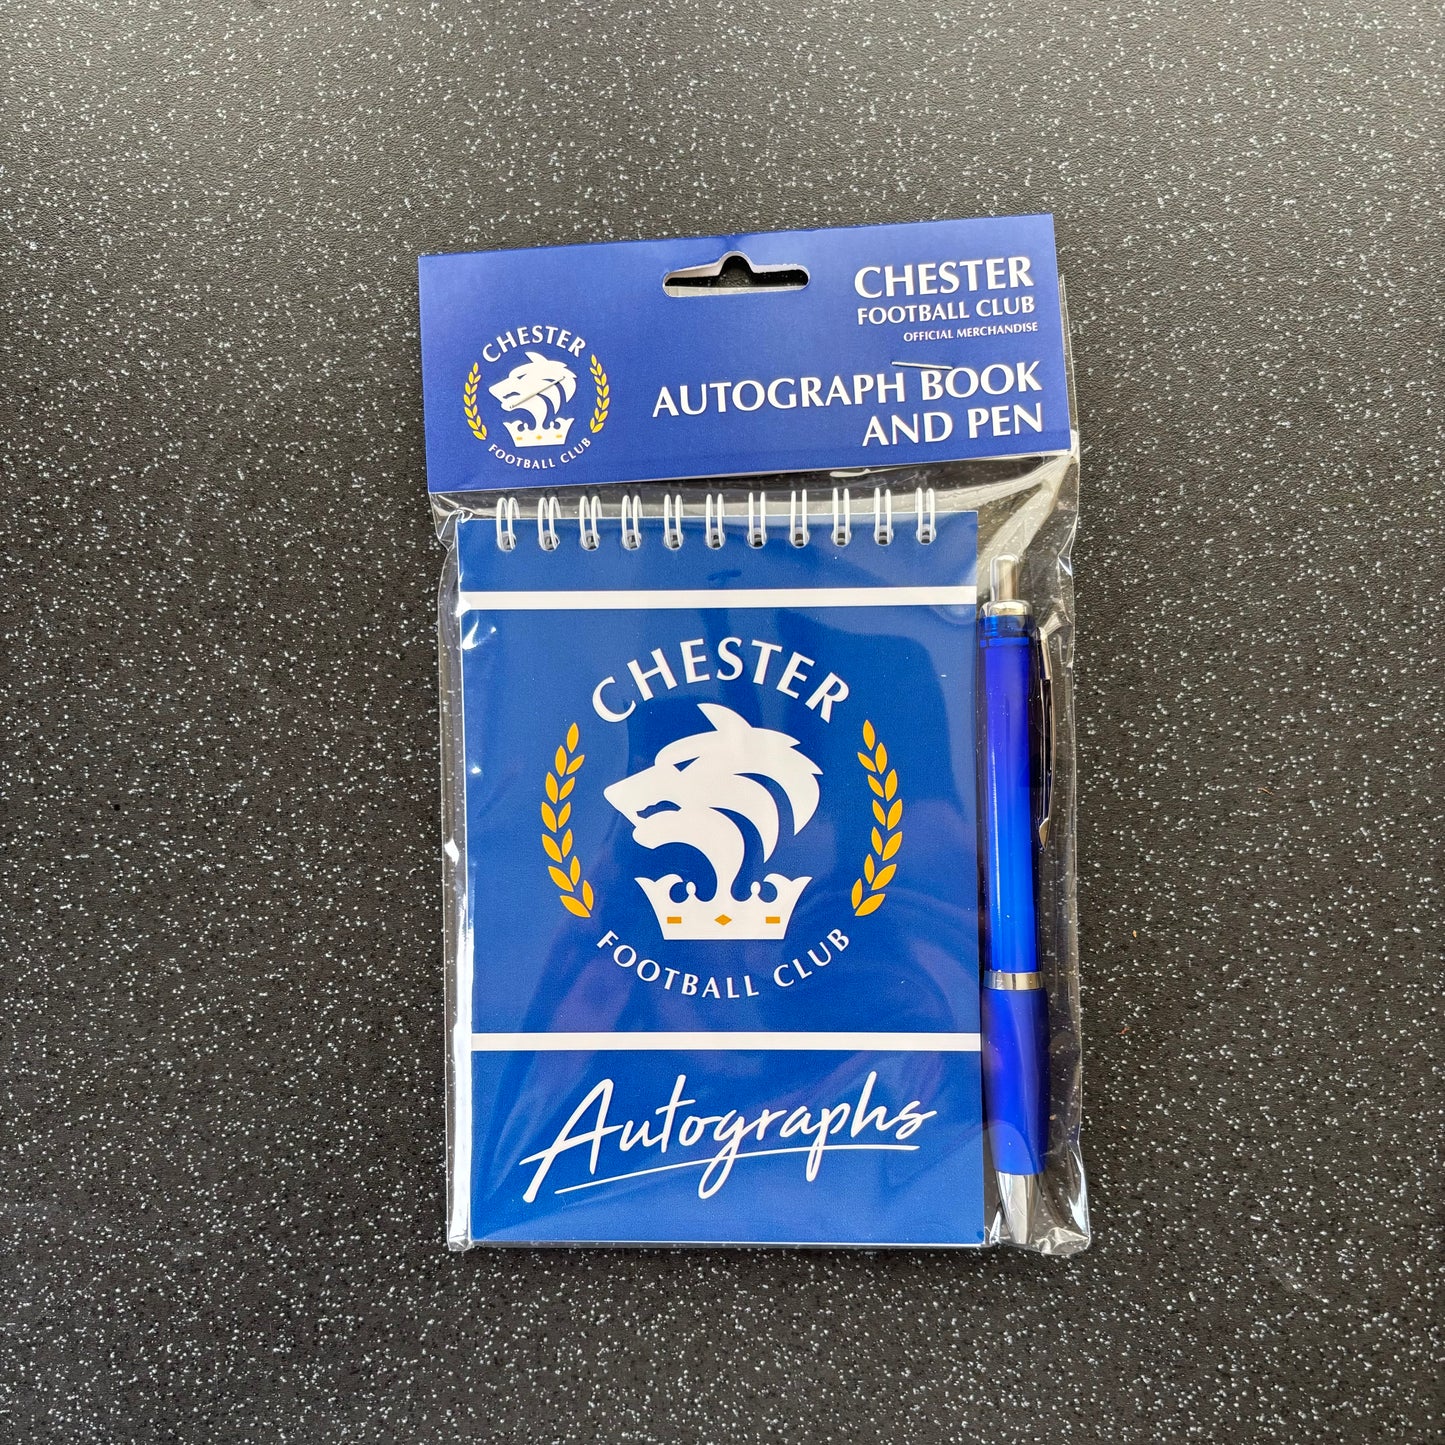 CHESTER
FOOTBALL CLUB
OFFICIAL MERCHANDISE
AUTOGRAPH BOOK
AND PEN
CHESTER
FOOTBALL CLUB
CHESTER
FOOTBALL CLUB
Autographs